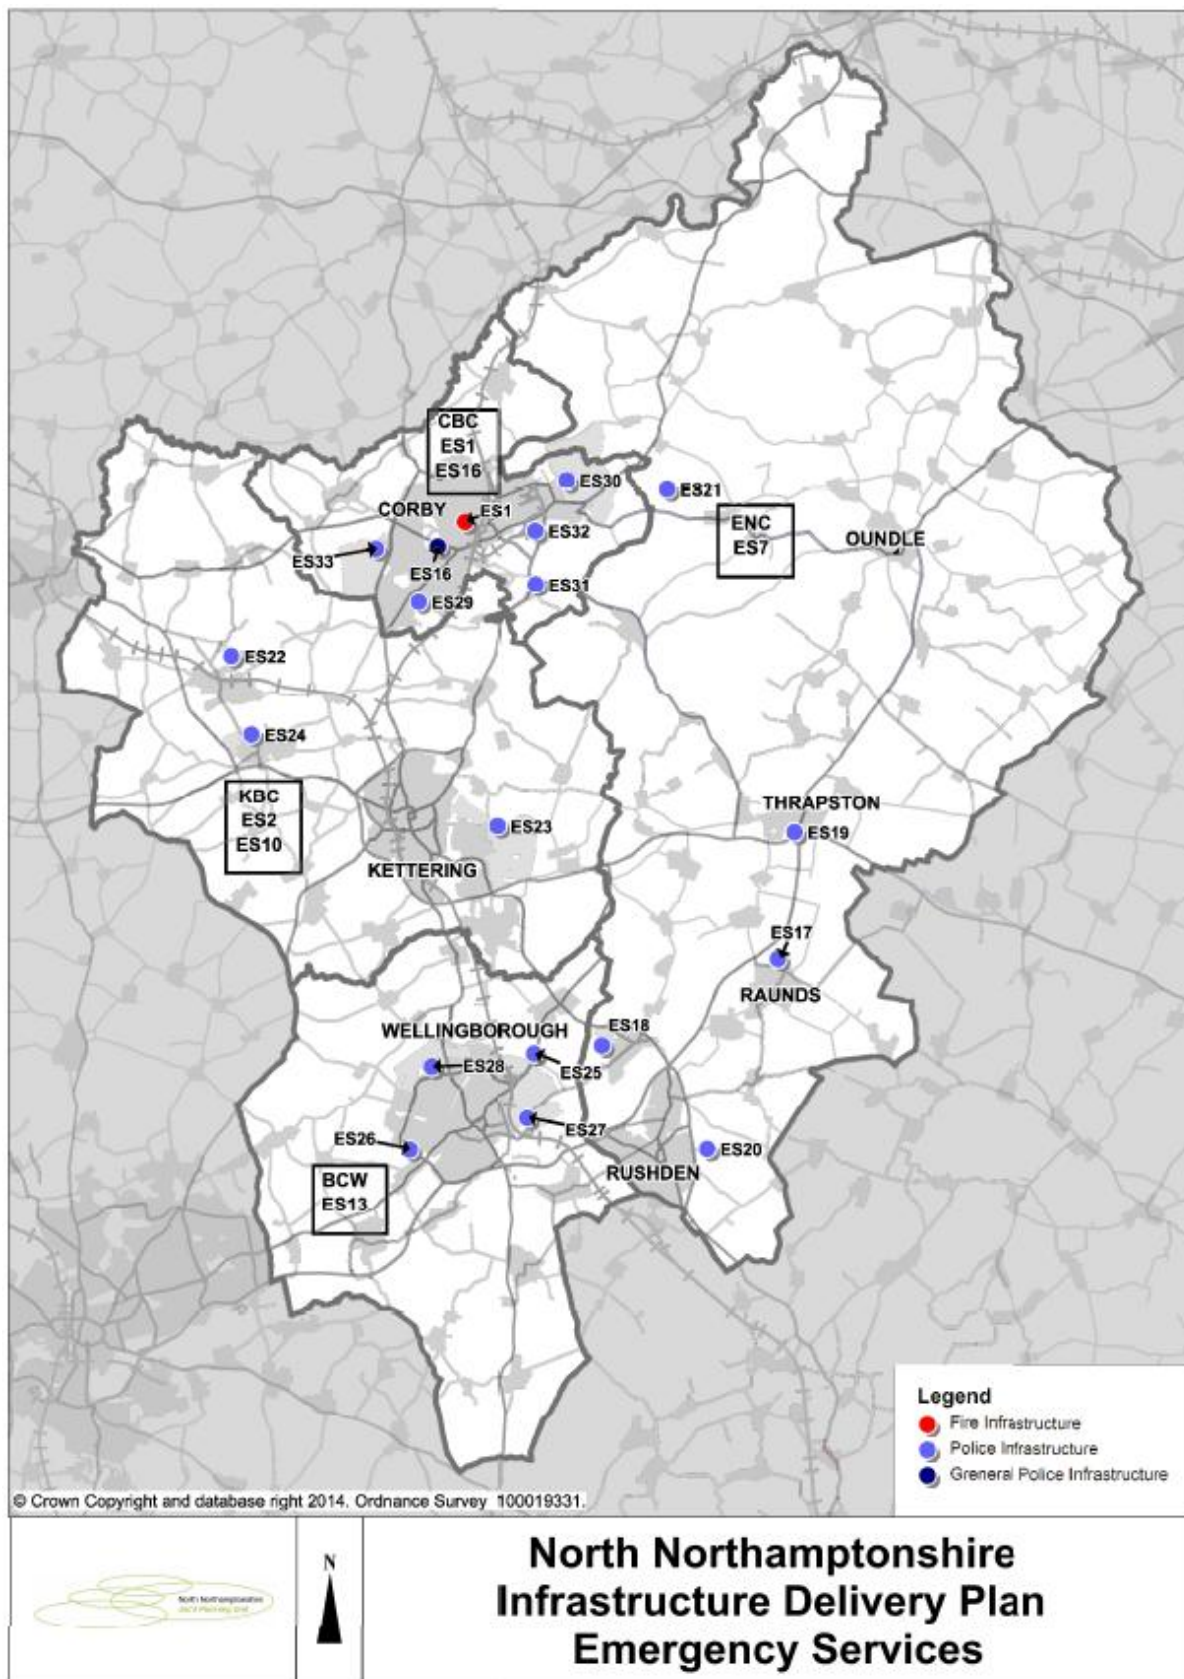 CBC
ES1
ES16
ES30
ES21
CORBY
ES1
ES32
ENC
ES7
OUNDLE
ES33
ES16
ES31
ES29
ES22
ES24
KBC
ES2
ES10
THRAPSTON
ES23
ES19
KETTERING
ES17
RAUNDS
WELLINGBOROUGH
ES18
ES28
ES25
ES27
ES26
ES20
RUSHDEN
BCW
ES13
Legend
Fire Infrastructure
Police Infrastructure
Greneral Police Infrastructure
© Crown Copyright and database right 2014. Ordnance Survey 100019331.
North Northamptonshire
N
North Northamptonshire
Infrastructure Delivery Plan
Emergency Services